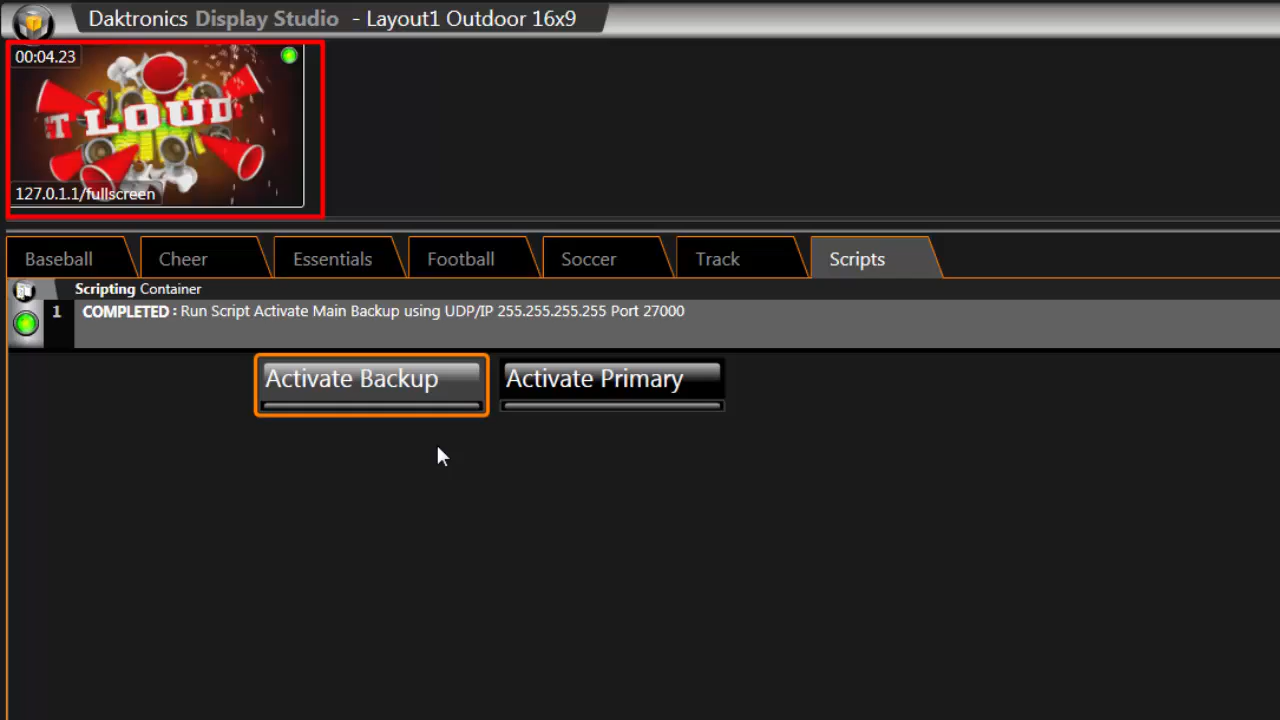 Daktronics Display Studio - Layout1 Outdoor 16x9
00:04.23
T LOUD
127.0.1.1/fullscreen
Baseball Cheer Essentials Football Soccer Track Scripts
Scripting Container
1 COMPLETED : Run Script Activate Main Backup using UDP/IP 255.255.255.255 Port 27000
Activate Backup Activate Primary